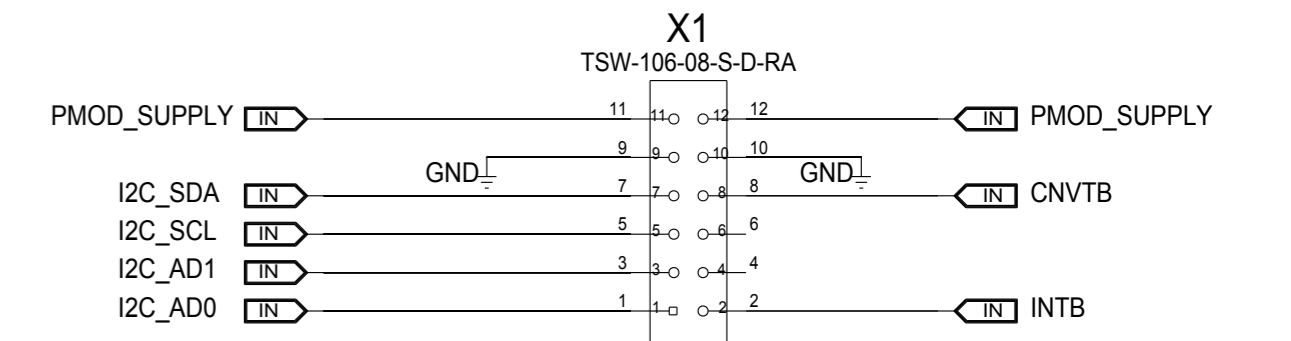 X1
TSW-106-08-S-D-RA
PMOD_SUPPLY IN 11 11 12 12 IN PMOD_SUPPLY
GND 9 9 10 10 GND
I2C_SDA IN 7 7 8 8 IN CNVTB
I2C_SCL IN 5 5 6 6
I2C_AD1 IN 3 3 4 4
I2C_AD0 IN 1 1 2 2 IN INTB